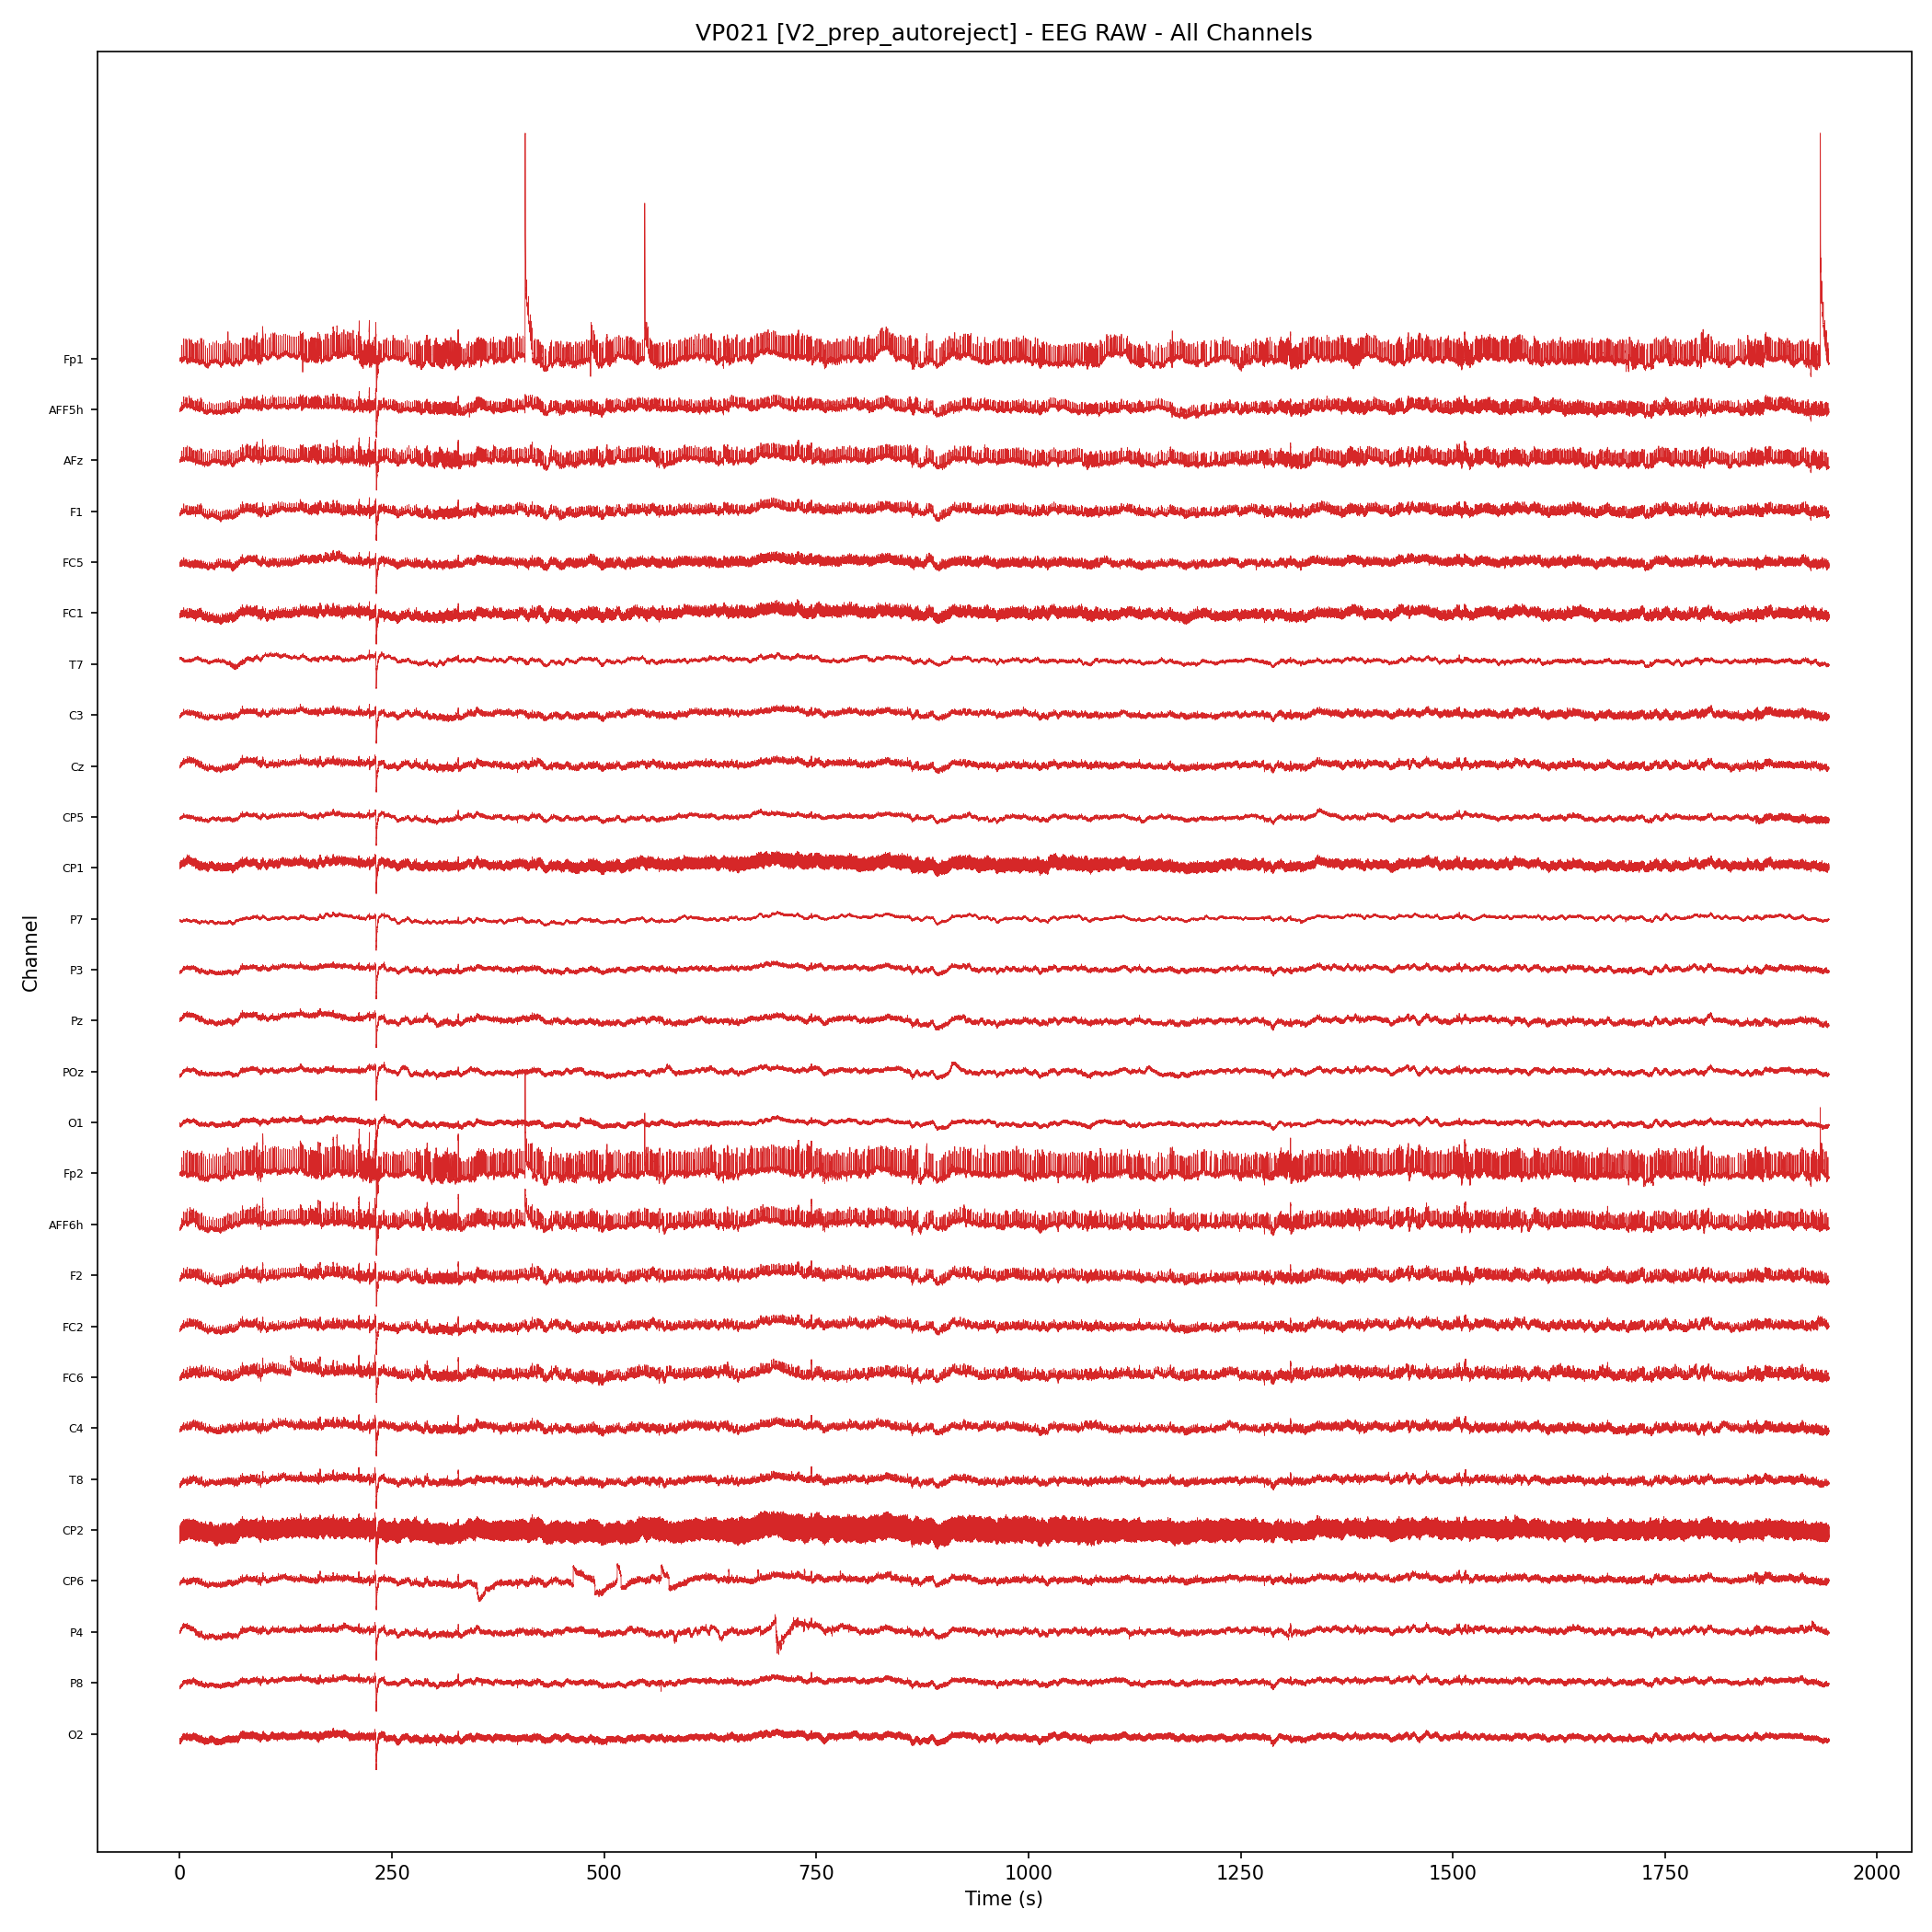 VP021 [V2_prep_autoreject] - EEG RAW - All Channels
Channel
Fp1
AFF5h
AFz
F1
FC5
FC1
T7
C3
Cz
CP5
CP1
P7
P3
Pz
POz
O1
Fp2
AFF6h
F2
FC2
FC6
C4
T8
CP2
CP6
P4
P8
O2
0 250 500 750 1000 1250 1500 1750 2000
Time (s)